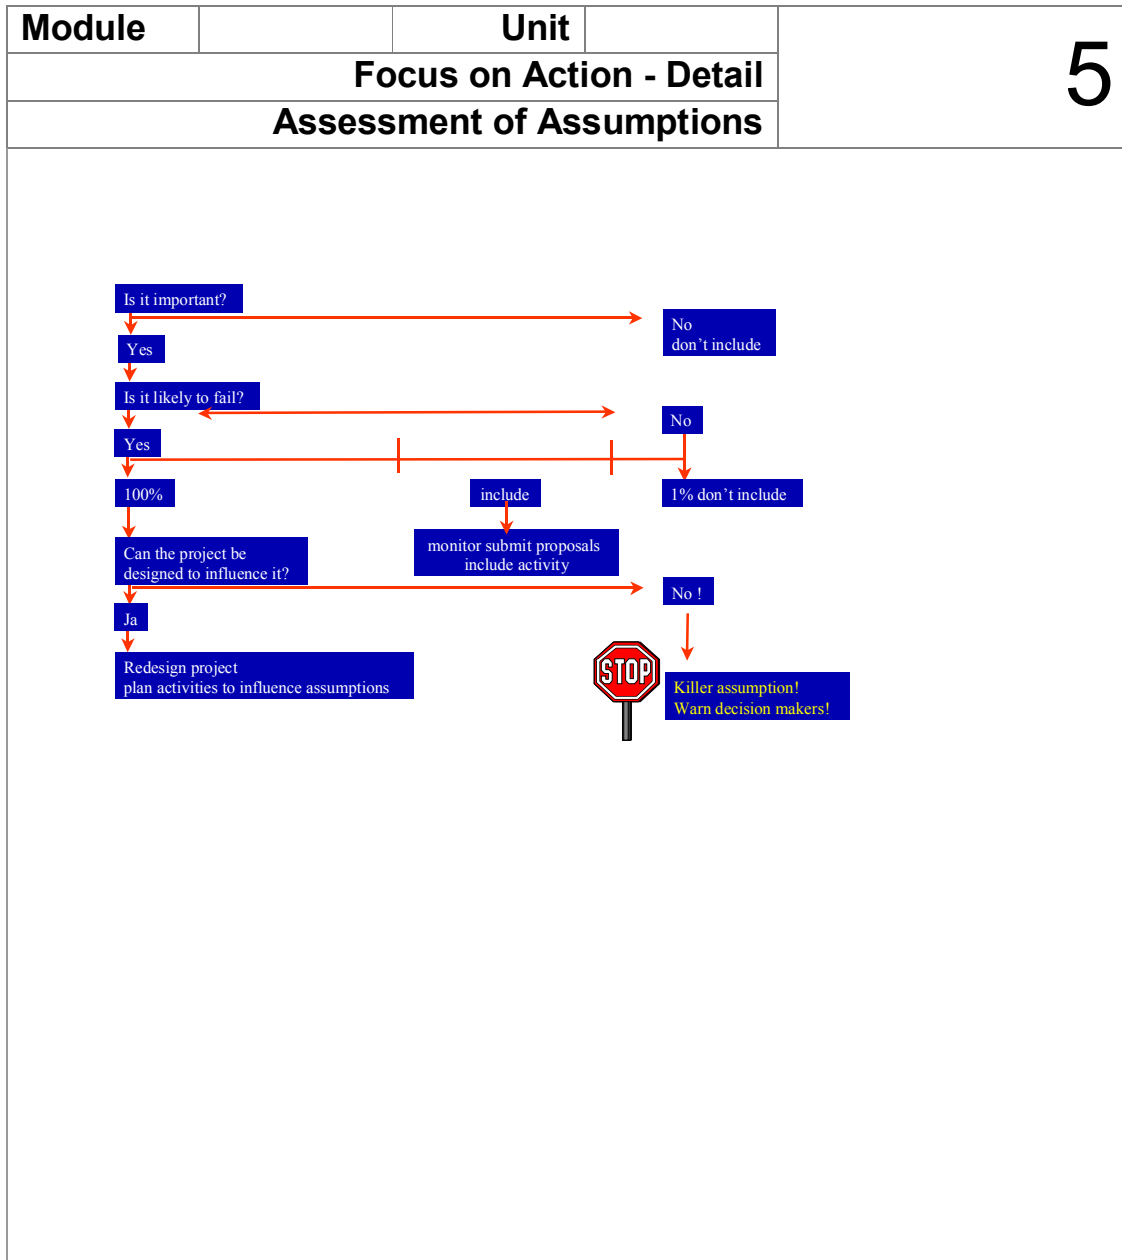 Module
Unit
Focus on Action - Detail
Assessment of Assumptions
5
Is it important?
No
don’t include
Yes
Is it likely to fail?
No
Yes
100%
include
1% don’t include
monitor submit proposals
include activity
Can the project be
designed to influence it?
No !
Ja
Redesign project
plan activities to influence assumptions
STOP
Killer assumption!
Warn decision makers!